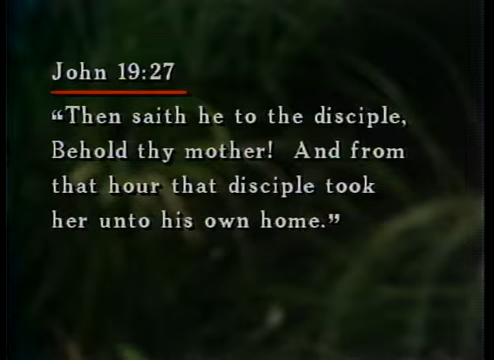 John 19:27
“Then saith he to the disciple,
Behold thy mother!  And from
that hour that disciple took
her unto his own home.”